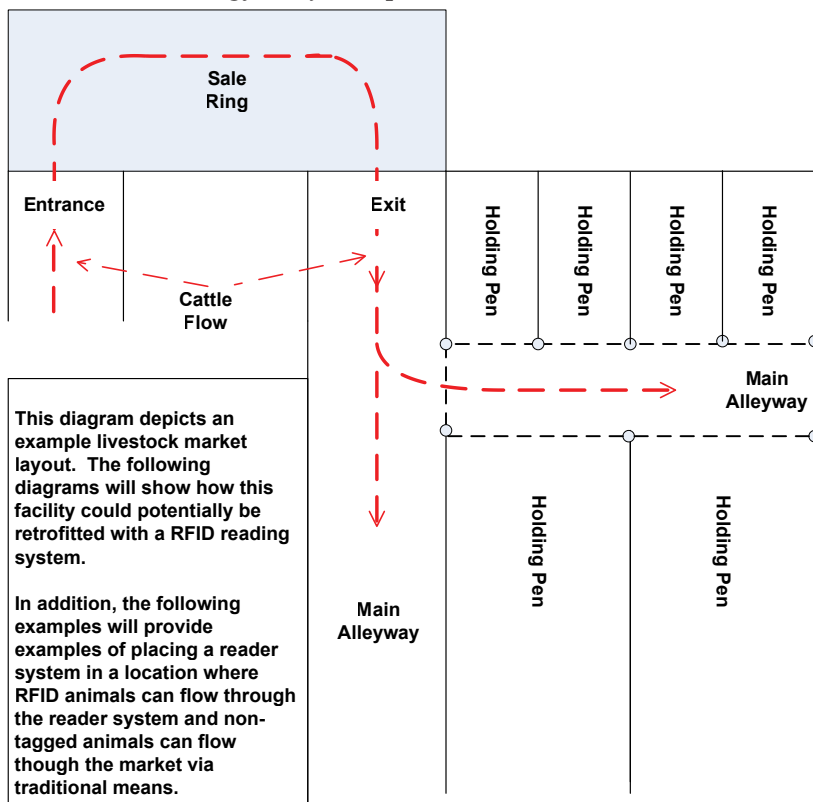 Sale
Ring
Entrance
Exit
Cattle
Flow
Holding Pen
Holding Pen
Holding Pen
Holding Pen
Main
Alleyway
This diagram depicts an
example livestock market
layout.  The following
diagrams will show how this
facility could potentially be
retrofitted with a RFID reading
system.
In addition, the following
examples will provide
examples of placing a reader
system in a location where
RFID animals can flow through
the reader system and non-
tagged animals can flow
though the market via
traditional means.
Main
Alleyway
Holding Pen
Holding Pen